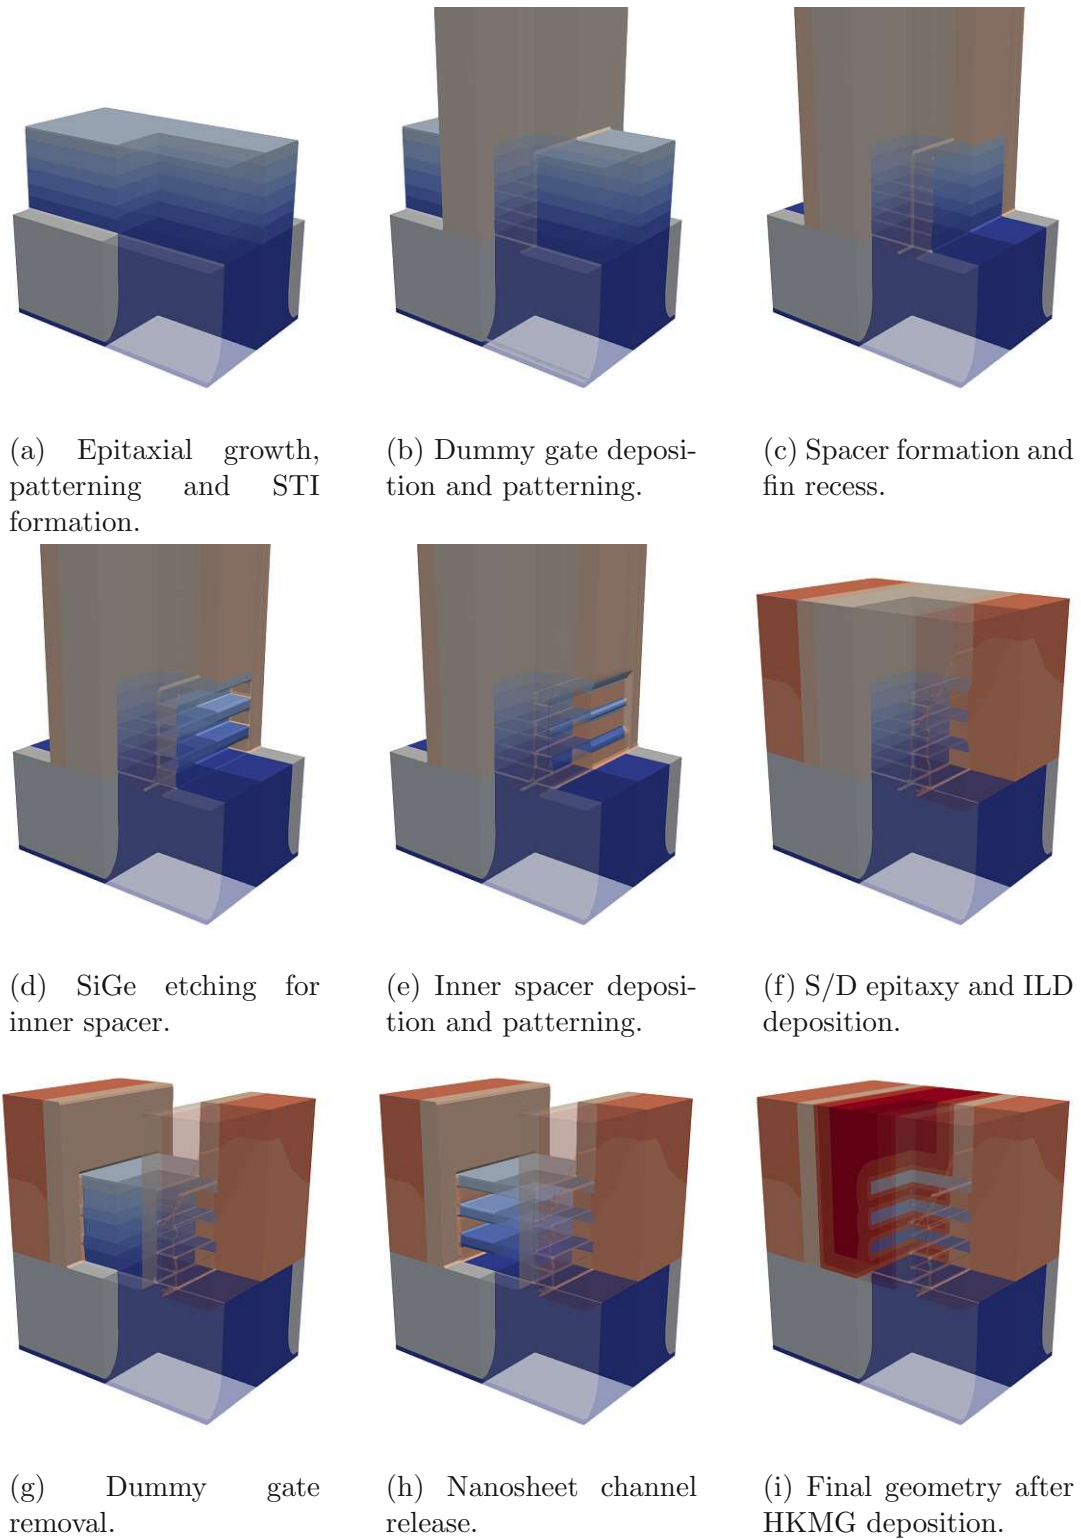 (a) Epitaxial growth,
patterning and STI
formation.
(b) Dummy gate deposi-
tion and patterning.
(c) Spacer formation and
fin recess.
(d) SiGe etching for
inner spacer.
(e) Inner spacer deposi-
tion and patterning.
(f) S/D epitaxy and ILD
deposition.
(g) Dummy gate
removal.
(h) Nanosheet channel
release.
(i) Final geometry after
HKMG deposition.